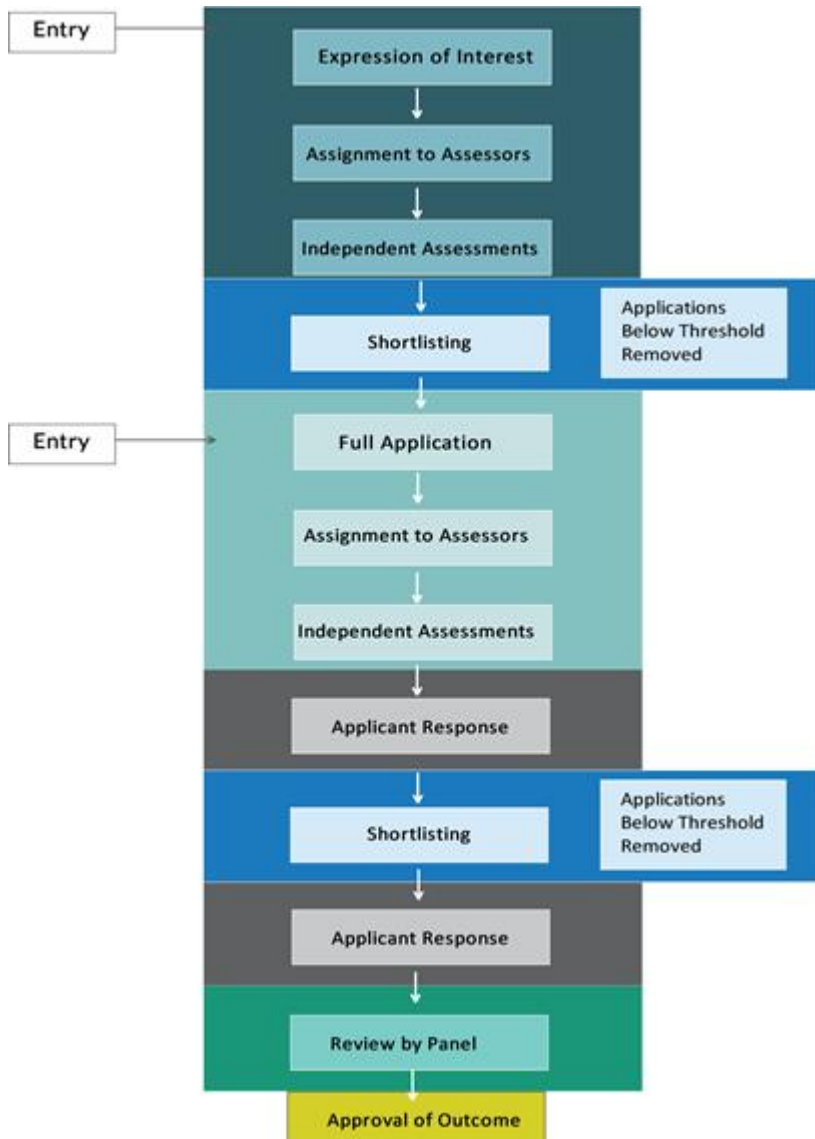 Entry
Expression of Interest
Assignment to Assessors
Independent Assessments
Shortlisting
Applications
Below Threshold
Removed
Entry
Full Application
Assignment to Assessors
Independent Assessments
Applicant Response
Shortlisting
Applications
Below Threshold
Removed
Applicant Response
Review by Panel
Approval of Outcome